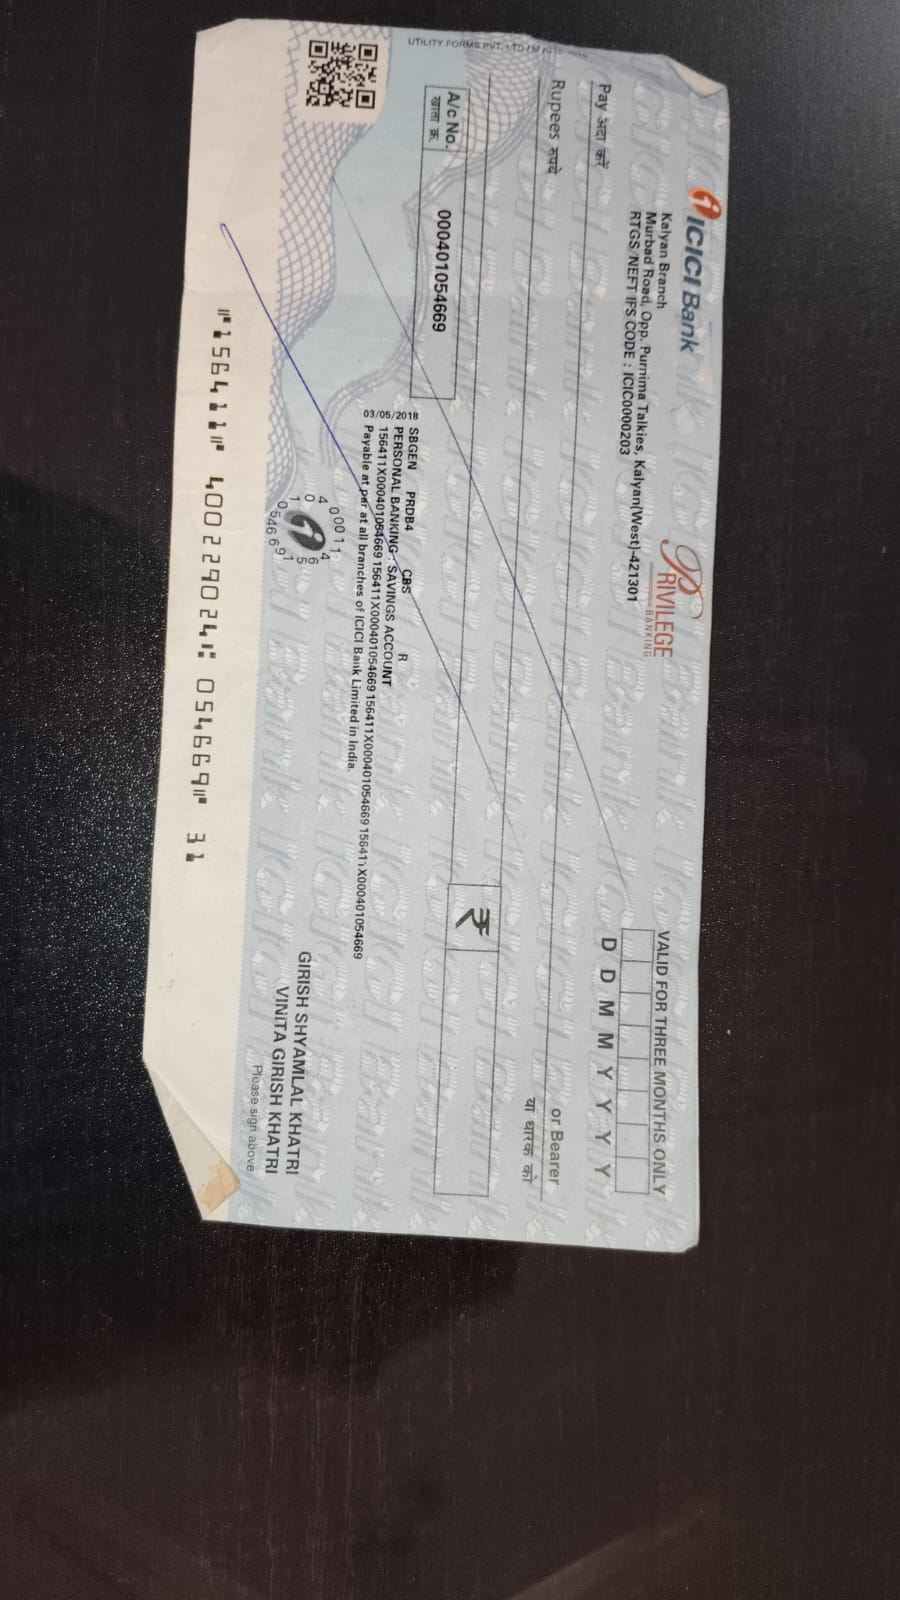 ICICI Bank
PRIVILEGE
BANKING
Kalyan Branch
Murbad Road, Opp. Purnima Talkies, Kalyan(West)-421301
RTGS/NEFT IFS CODE : ICIC0000203
VALID FOR THREE MONTHS ONLY
D D M M Y Y Y Y
Pay अदा करें
or Bearer
या धारक को
Rupees रुपये
₹
A/c No.
खाता क्र.
000401054669
UTILITY FORMS PVT. LTD/M
03/05/2018
SBGEN PRDB4 CBS R
PERSONAL BANKING : SAVINGS ACCOUNT
156411X000401054669 156411X000401054669 156411X000401054669 156411X000401054669
Payable at par at all branches of ICICI Bank Limited in India.
GIRISH SHYAMLAL KHATRI
VINITA GIRISH KHATRI
Please sign above
⑈156411⑈ 400229024⑆ 054669⑈ 31